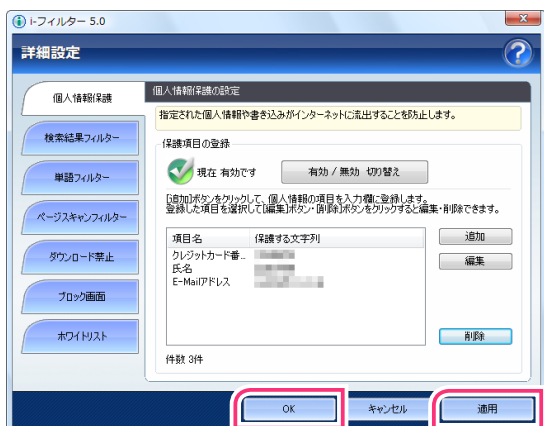 i-フィルター 5.0
詳細設定
個人情報保護
検索結果フィルター
単語フィルター
ページスキャンフィルター
ダウンロード禁止
ブロック画面
ホワイトリスト
個人情報保護の設定
指定された個人情報や書き込みがインターネットに流出することを防止します。
保護項目の登録
現在 有効です
有効 / 無効 切り替え
[追加]ボタンをクリックして、個人情報の項目を入力欄に登録します。
登録した項目を選択して[編集]ボタン・[削除]ボタンをクリックすると編集・削除できます。
項目名 保護する文字列
クレジットカード番..
氏名
E-Mailアドレス
追加
編集
削除
件数 3件
OK
キャンセル
適用